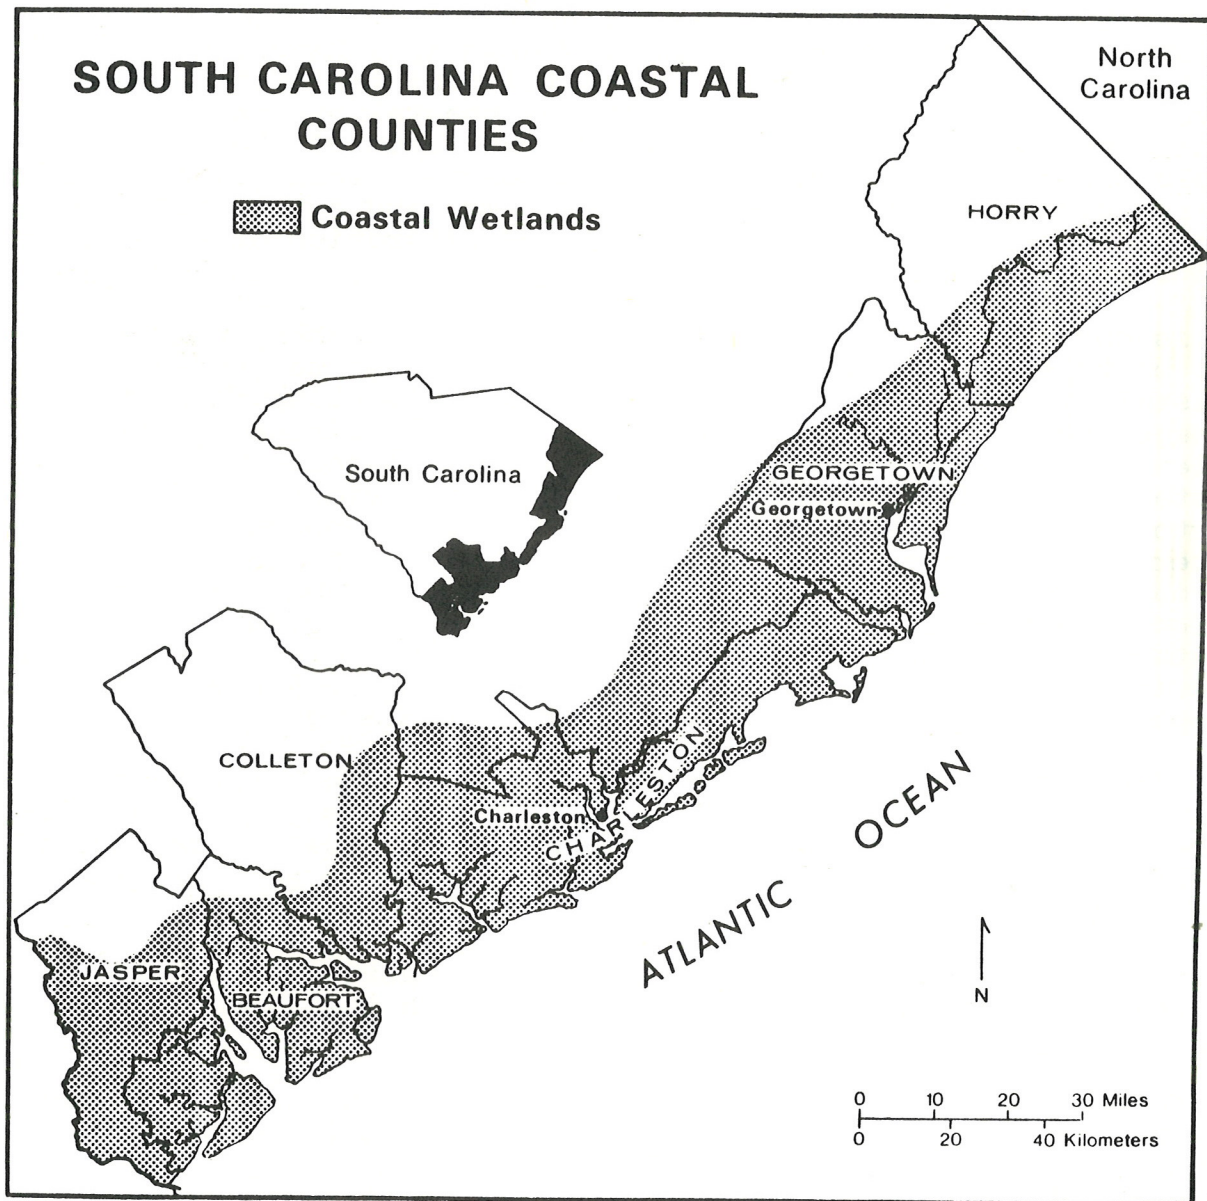 SOUTH CAROLINA COASTAL
COUNTIES
Coastal Wetlands
North
Carolina
HORRY
South Carolina
GEORGETOWN
Georgetown
COLLETON
Charleston
CHARLESTON
JASPER
BEAUFORT
ATLANTIC OCEAN
N
0 10 20 30 Miles
0 20 40 Kilometers